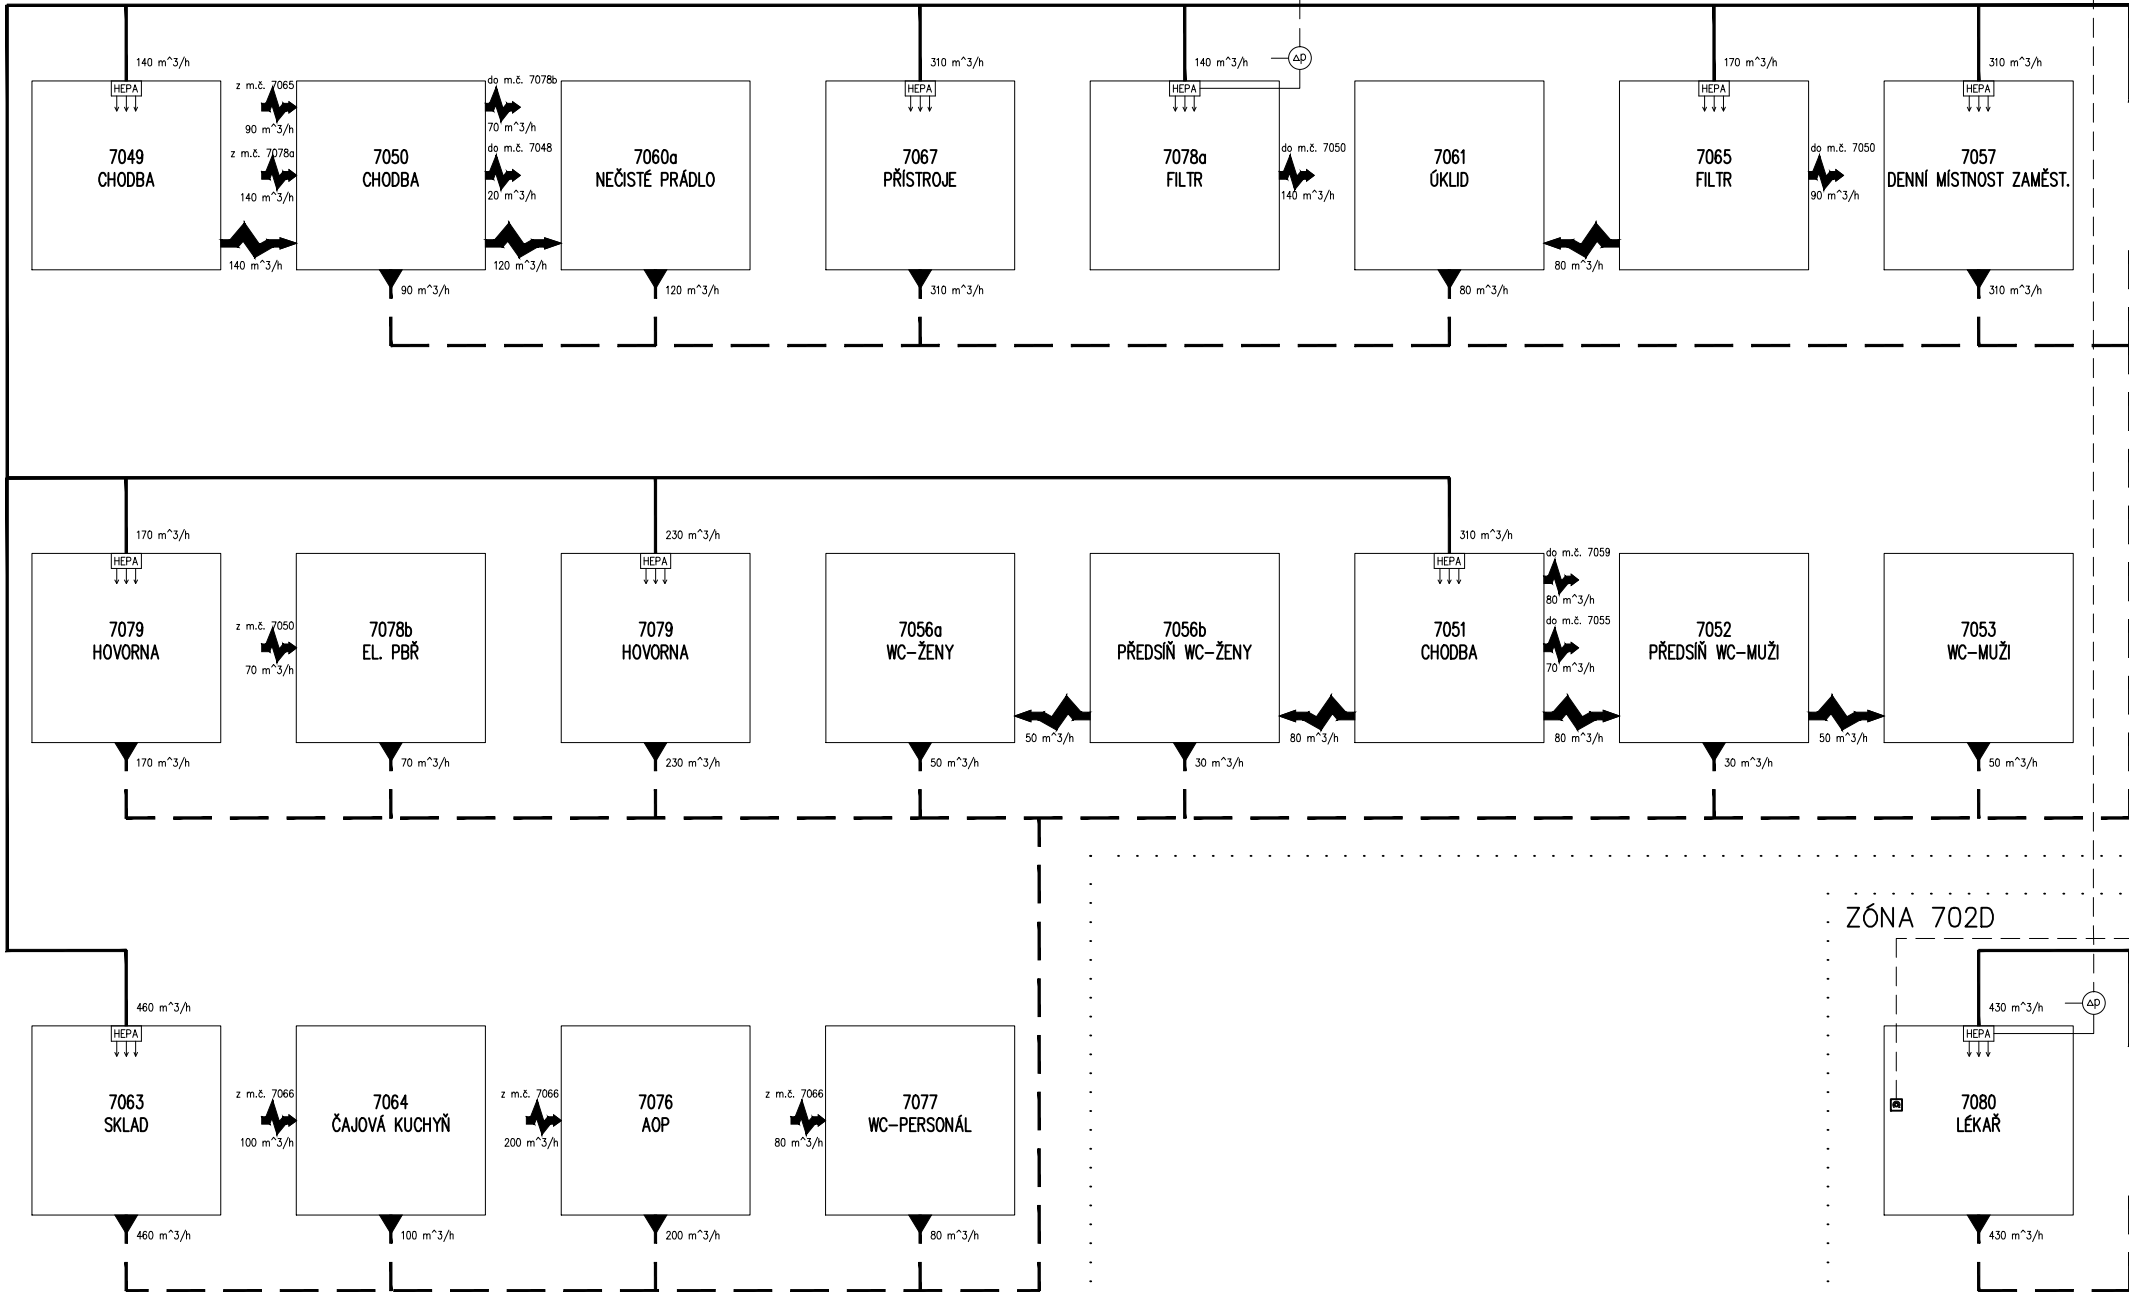 140 m^3/h
310 m^3/h
140 m^3/h
Δp
170 m^3/h
310 m^3/h
HEPA
HEPA
HEPA
HEPA
HEPA
z m.č. 7065
90 m^3/h
do m.č. 7078b
70 m^3/h
z m.č. 7078a
140 m^3/h
do m.č. 7048
20 m^3/h
7049
CHODBA
7050
CHODBA
7060a
NEČISTÉ PRÁDLO
7067
PŘÍSTROJE
7078a
FILTR
do m.č. 7050
140 m^3/h
7061
ÚKLID
7065
FILTR
do m.č. 7050
90 m^3/h
7057
DENNÍ MÍSTNOST ZAMĚST.
140 m^3/h
120 m^3/h
80 m^3/h
90 m^3/h
120 m^3/h
310 m^3/h
80 m^3/h
310 m^3/h
170 m^3/h
230 m^3/h
310 m^3/h
HEPA
HEPA
HEPA
do m.č. 7059
80 m^3/h
do m.č. 7055
70 m^3/h
7079
HOVORNA
z m.č. 7050
70 m^3/h
7078b
EL. PBŘ
7079
HOVORNA
7056a
WC-ŽENY
7056b
PŘEDSÍŇ WC-ŽENY
7051
CHODBA
7052
PŘEDSÍŇ WC-MUŽI
7053
WC-MUŽI
50 m^3/h
80 m^3/h
80 m^3/h
50 m^3/h
170 m^3/h
70 m^3/h
230 m^3/h
50 m^3/h
30 m^3/h
30 m^3/h
50 m^3/h
ZÓNA 702D
460 m^3/h
430 m^3/h
Δp
HEPA
HEPA
7063
SKLAD
z m.č. 7066
100 m^3/h
7064
ČAJOVÁ KUCHYŇ
z m.č. 7066
200 m^3/h
7076
AOP
z m.č. 7066
80 m^3/h
7077
WC-PERSONÁL
7080
LÉKAŘ
460 m^3/h
100 m^3/h
200 m^3/h
80 m^3/h
430 m^3/h